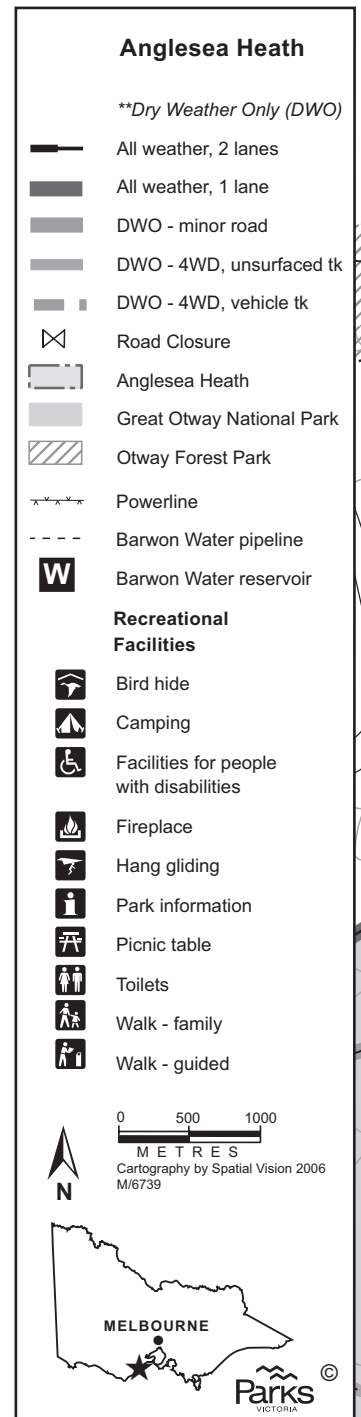 Anglesea Heath
**Dry Weather Only (DWO)
All weather, 2 lanes
All weather, 1 lane
DWO - minor road
DWO - 4WD, unsurfaced tk
DWO - 4WD, vehicle tk
Road Closure
Anglesea Heath
Great Otway National Park
Otway Forest Park
Powerline
Barwon Water pipeline
W
Barwon Water reservoir
Recreational
Facilities
Bird hide
Camping
Facilities for people
with disabilities
Fireplace
Hang gliding
i
Park information
Picnic table
Toilets
Walk - family
Walk - guided
0 500 1000
METRES
Cartography by Spatial Vision 2006
M/6739
N
MELBOURNE
©
Parks
VICTORIA